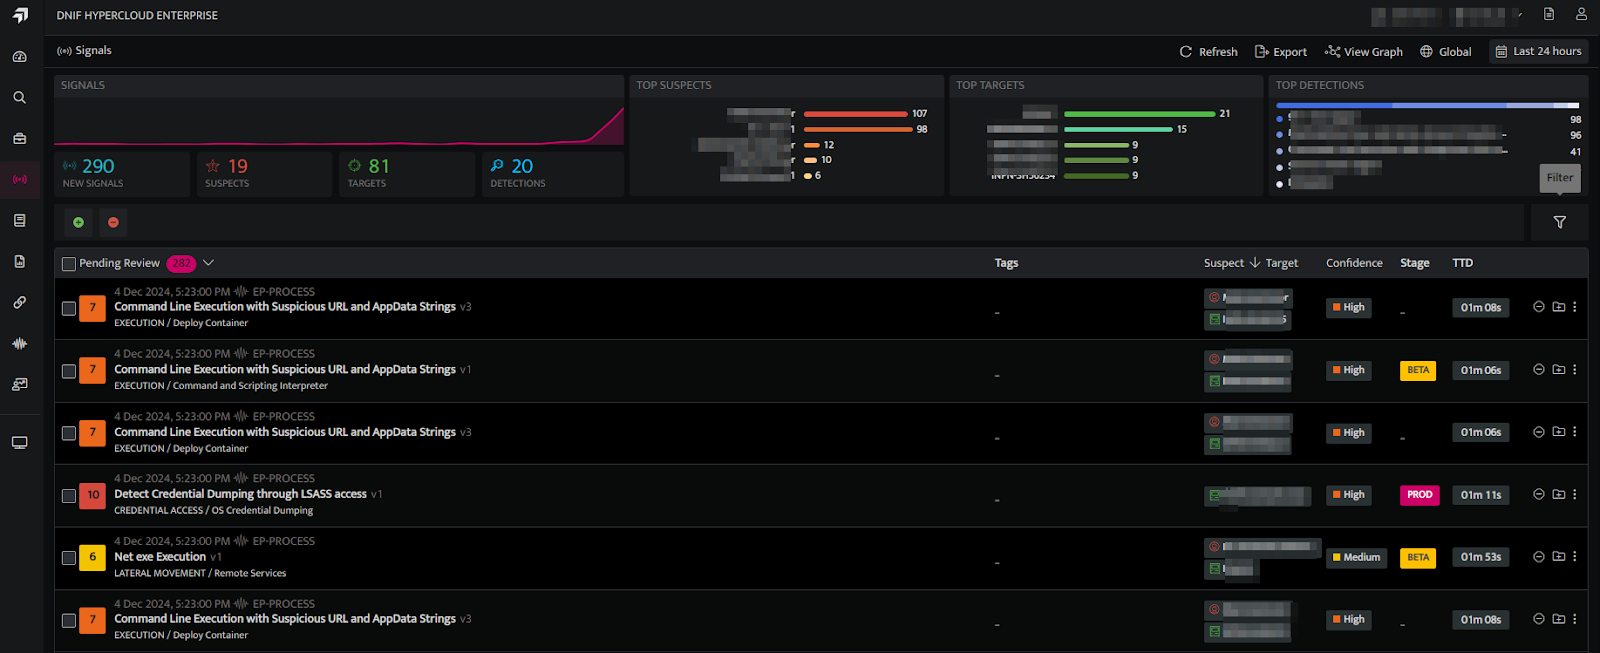 DNIF HYPERCLOUD ENTERPRISE
Signals
Refresh Export View Graph Global Last 24 hours
SIGNALS
290
NEW SIGNALS
19
SUSPECTS
81
TARGETS
20
DETECTIONS
TOP SUSPECTS
r 107
1 98
12
r 10
1 6
TOP TARGETS
21
15
9
9
9
TOP DETECTIONS
98
96
41
Filter
Pending Review 282 Tags Suspect Target Confidence Stage TTD
4 Dec 2024, 5:23:00 PM EP-PROCESS
7 Command Line Execution with Suspicious URL and AppData Strings v3 - High - 01m 08s
EXECUTION / Deploy Container
4 Dec 2024, 5:23:00 PM EP-PROCESS
7 Command Line Execution with Suspicious URL and AppData Strings v1 - High BETA 01m 06s
EXECUTION / Command and Scripting Interpreter
4 Dec 2024, 5:23:00 PM EP-PROCESS
7 Command Line Execution with Suspicious URL and AppData Strings v3 - High - 01m 06s
EXECUTION / Deploy Container
4 Dec 2024, 5:23:00 PM EP-PROCESS
10 Detect Credential Dumping through LSASS access v1 - High PROD 01m 11s
CREDENTIAL ACCESS / OS Credential Dumping
4 Dec 2024, 5:23:00 PM EP-PROCESS
6 Net exe Execution v1 - Medium BETA 01m 53s
LATERAL MOVEMENT / Remote Services
4 Dec 2024, 5:23:00 PM EP-PROCESS
7 Command Line Execution with Suspicious URL and AppData Strings v3 - High - 01m 08s
EXECUTION / Deploy Container